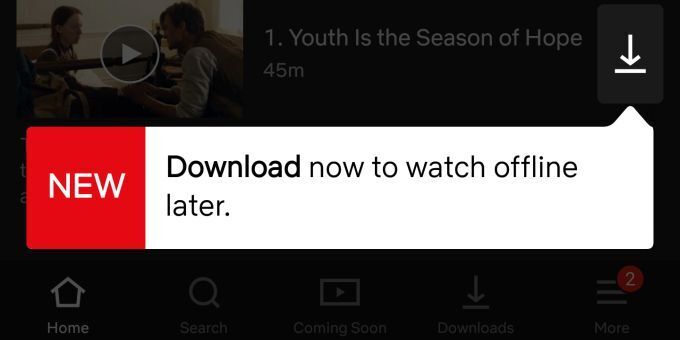 1. Youth Is the Season of Hope
45m
NEW
Download now to watch offline
later.
Home
Search
Coming Soon
Downloads
2
More